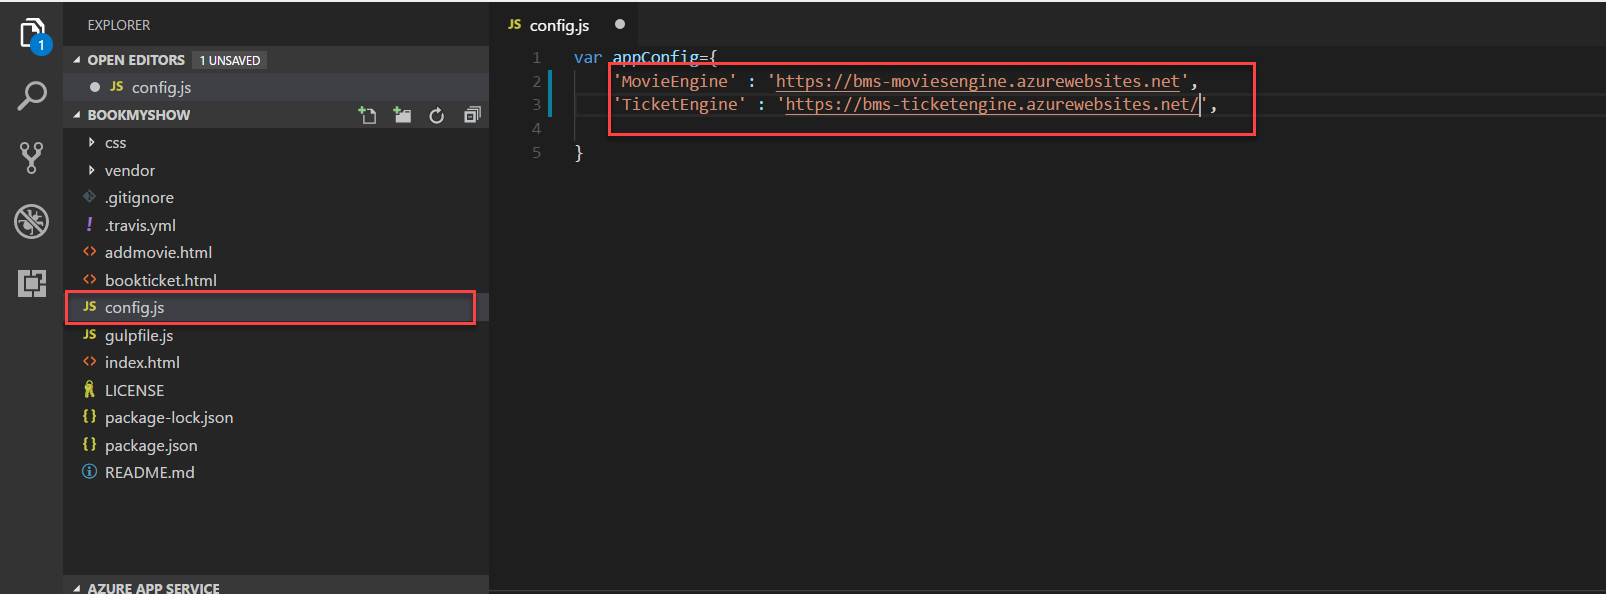 1
EXPLORER
OPEN EDITORS 1 UNSAVED
JS config.js
BOOKMYSHOW
css
vendor
.gitignore
! .travis.yml
<> addmovie.html
<> bookticket.html
JS config.js
JS gulpfile.js
<> index.html
LICENSE
{} package-lock.json
{} package.json
README.md
AZURE APP SERVICE
JS config.js
1 var appConfig={
2 'MovieEngine' : 'https://bms-moviesengine.azurewebsites.net',
3 'TicketEngine' : 'https://bms-ticketengine.azurewebsites.net/',
4
5 }